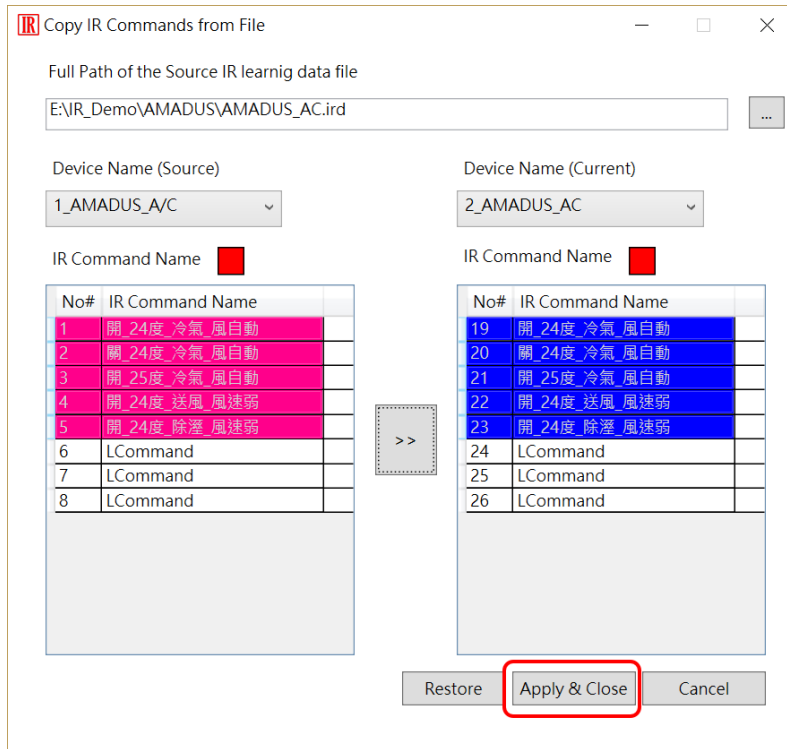 IR Copy IR Commands from File
Full Path of the Source IR learnig data file
E:\IR_Demo\AMADUS\AMADUS_AC.ird
...
Device Name (Source)
Device Name (Current)
1_AMADUS_A/C
2_AMADUS_AC
IR Command Name
IR Command Name
No# IR Command Name
1 開_24度_冷氣_風自動
2 關_24度_冷氣_風自動
3 開_25度_冷氣_風自動
4 開_24度_送風_風速弱
5 開_24度_除溼_風速弱
6 LCommand
7 LCommand
8 LCommand
>>
No# IR Command Name
19 開_24度_冷氣_風自動
20 關_24度_冷氣_風自動
21 開_25度_冷氣_風自動
22 開_24度_送風_風速弱
23 開_24度_除溼_風速弱
24 LCommand
25 LCommand
26 LCommand
Restore
Apply & Close
Cancel